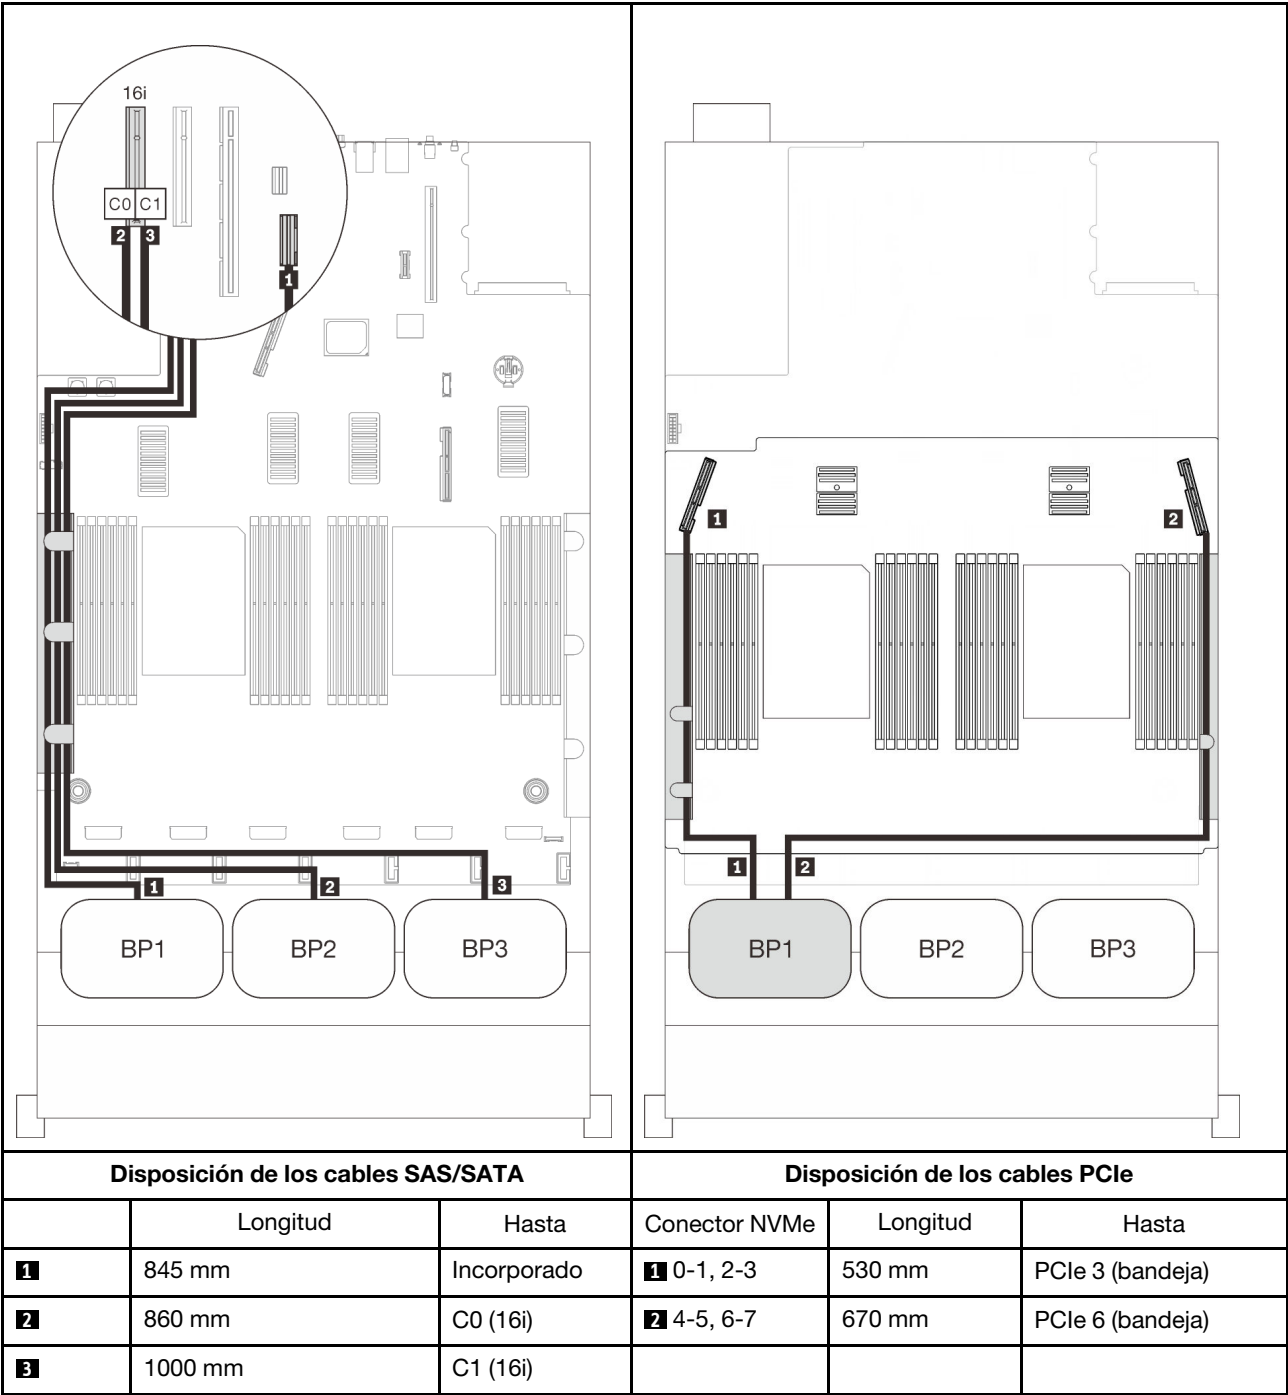 16i
C0 C1
2 3
1
1 2 3
BP1 BP2 BP3
1 2
1 2
BP1 BP2 BP3
Disposición de los cables SAS/SATA
Disposición de los cables PCIe
Longitud Hasta Conector NVMe Longitud Hasta
1 845 mm Incorporado 1 0-1, 2-3 530 mm PCIe 3 (bandeja)
2 860 mm C0 (16i) 2 4-5, 6-7 670 mm PCIe 6 (bandeja)
3 1000 mm C1 (16i)